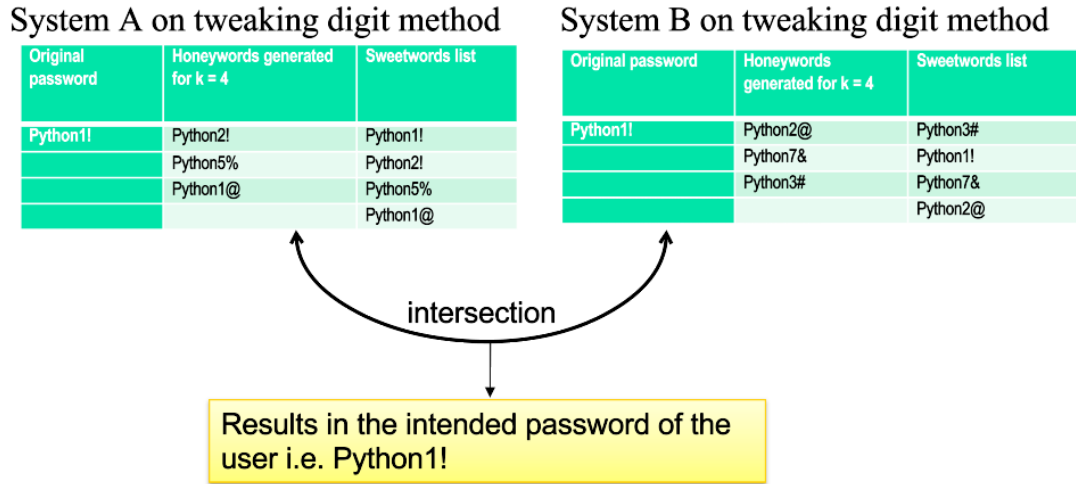 System A on tweaking digit method
Original password
Honeywords generated for k = 4
Sweetwords list
Python1!
Python2!
Python1!
Python5%
Python2!
Python1@
Python5%
Python1@
System B on tweaking digit method
Original password
Honeywords generated for k = 4
Sweetwords list
Python1!
Python2@
Python3#
Python7&
Python1!
Python3#
Python7&
Python2@
intersection
Results in the intended password of the
user i.e. Python1!